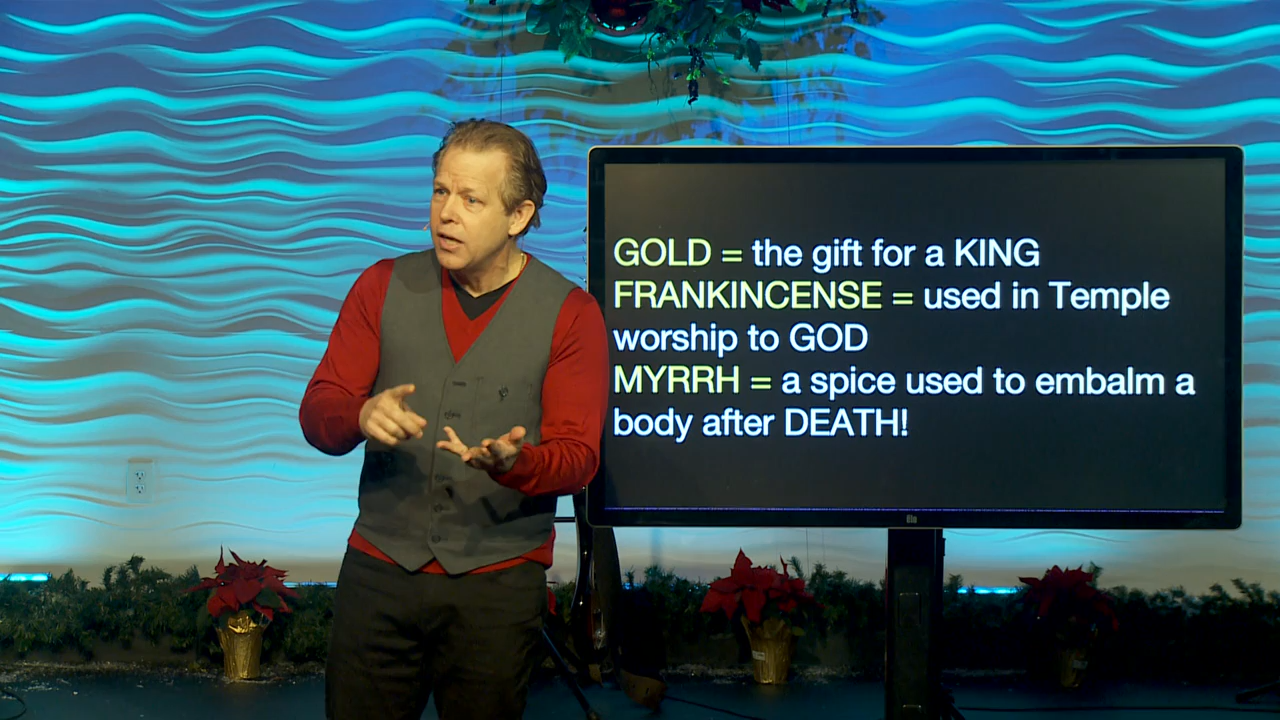 GOLD = the gift for a KING
FRANKINCENSE = used in Temple
worship to GOD
MYRRH = a spice used to embalm a
body after DEATH!
elo